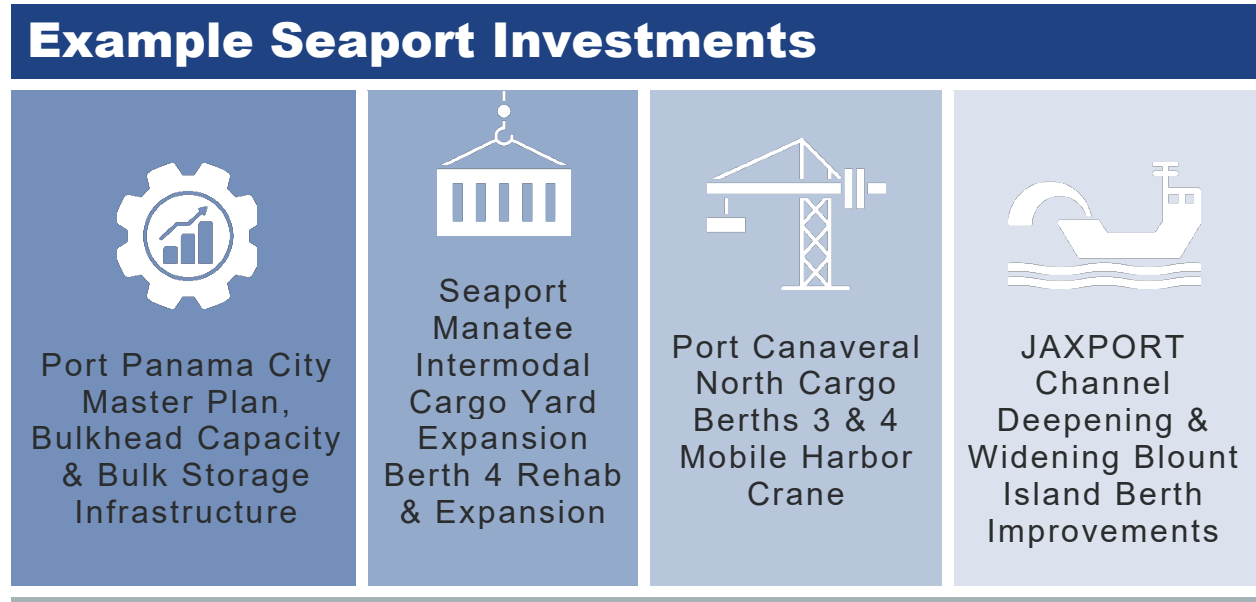 Example Seaport Investments
Port Panama City
Master Plan,
Bulkhead Capacity
& Bulk Storage
Infrastructure
Seaport
Manatee
Intermodal
Cargo Yard
Expansion
Berth 4 Rehab
& Expansion
Port Canaveral
North Cargo
Berths 3 & 4
Mobile Harbor
Crane
JAXPORT
Channel
Deepening &
Widening Blount
Island Berth
Improvements